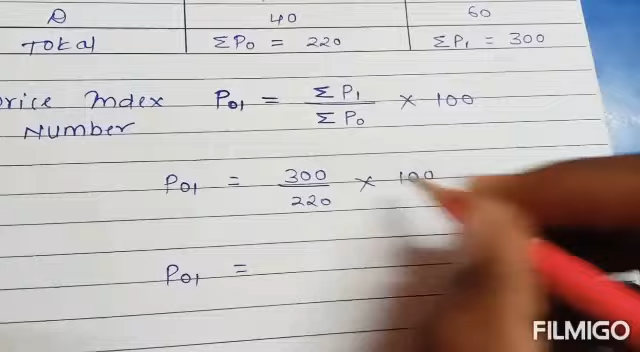 D 40 60
Total ΣP₀ = 220 ΣP₁ = 300
rice Index P₀₁ = ΣP₁ / ΣP₀ × 100
Number
P₀₁ = 300 / 220 × 100
P₀₁ =
FILMIGO